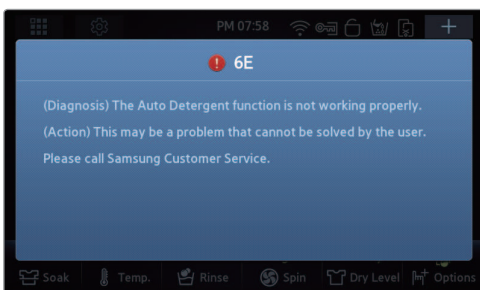 PM 07:58
6E
(Diagnosis) The Auto Detergent function is not working properly.
(Action) This may be a problem that cannot be solved by the user.
Please call Samsung Customer Service.
Soak Temp. Rinse Spin Dry Level Options